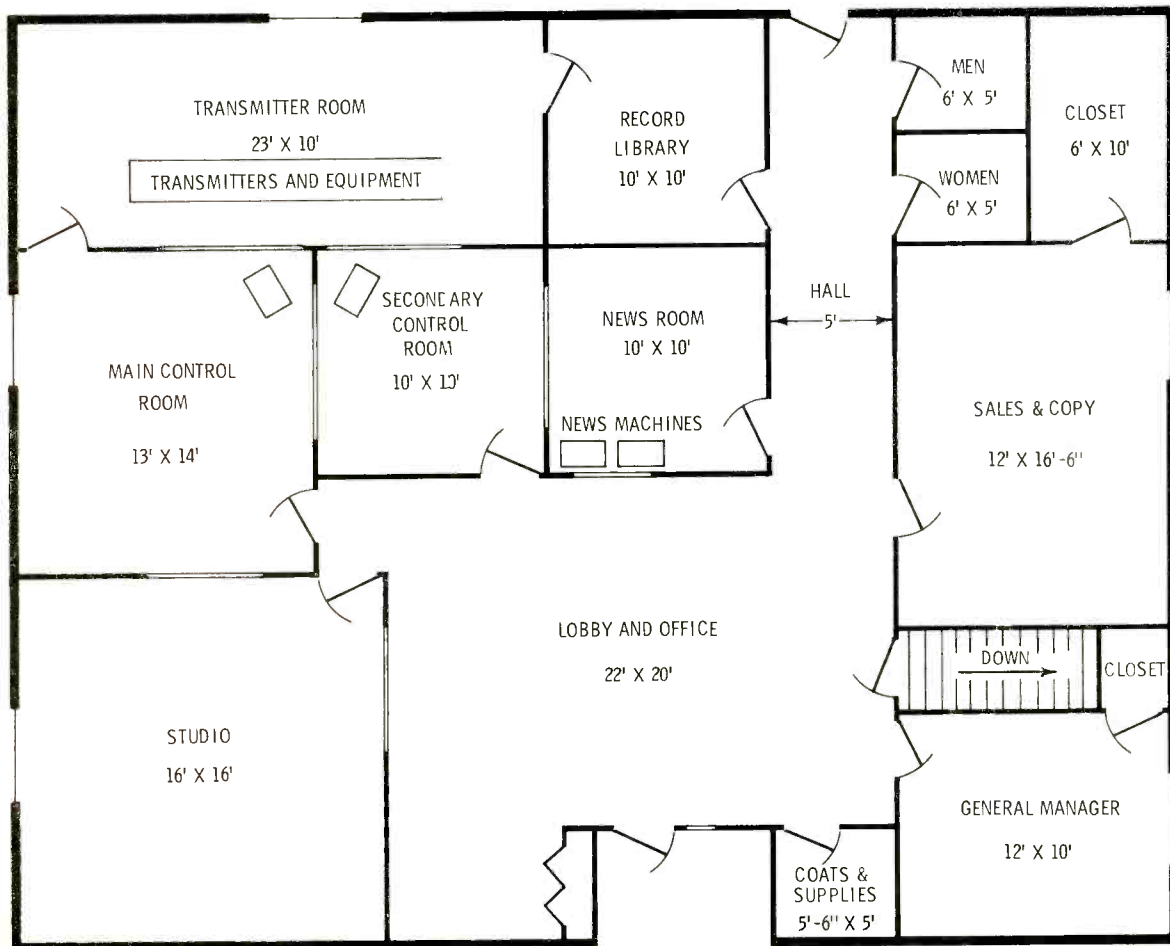 TRANSMITTER ROOM
23' X 10'
TRANSMITTERS AND EQUIPMENT
RECORD
LIBRARY
10' X 10'
MEN
6' X 5'
CLOSET
6' X 10'
WOMEN
6' X 5'
HALL
5'
SECONDARY
CONTROL
ROOM
10' X 10'
NEWS ROOM
10' X 10'
NEWS MACHINES
MAIN CONTROL
ROOM
13' X 14'
SALES & COPY
12' X 16'-6"
LOBBY AND OFFICE
22' X 20'
DOWN
CLOSET
STUDIO
16' X 16'
GENERAL MANAGER
12' X 10'
COATS &
SUPPLIES
5'-6" X 5'